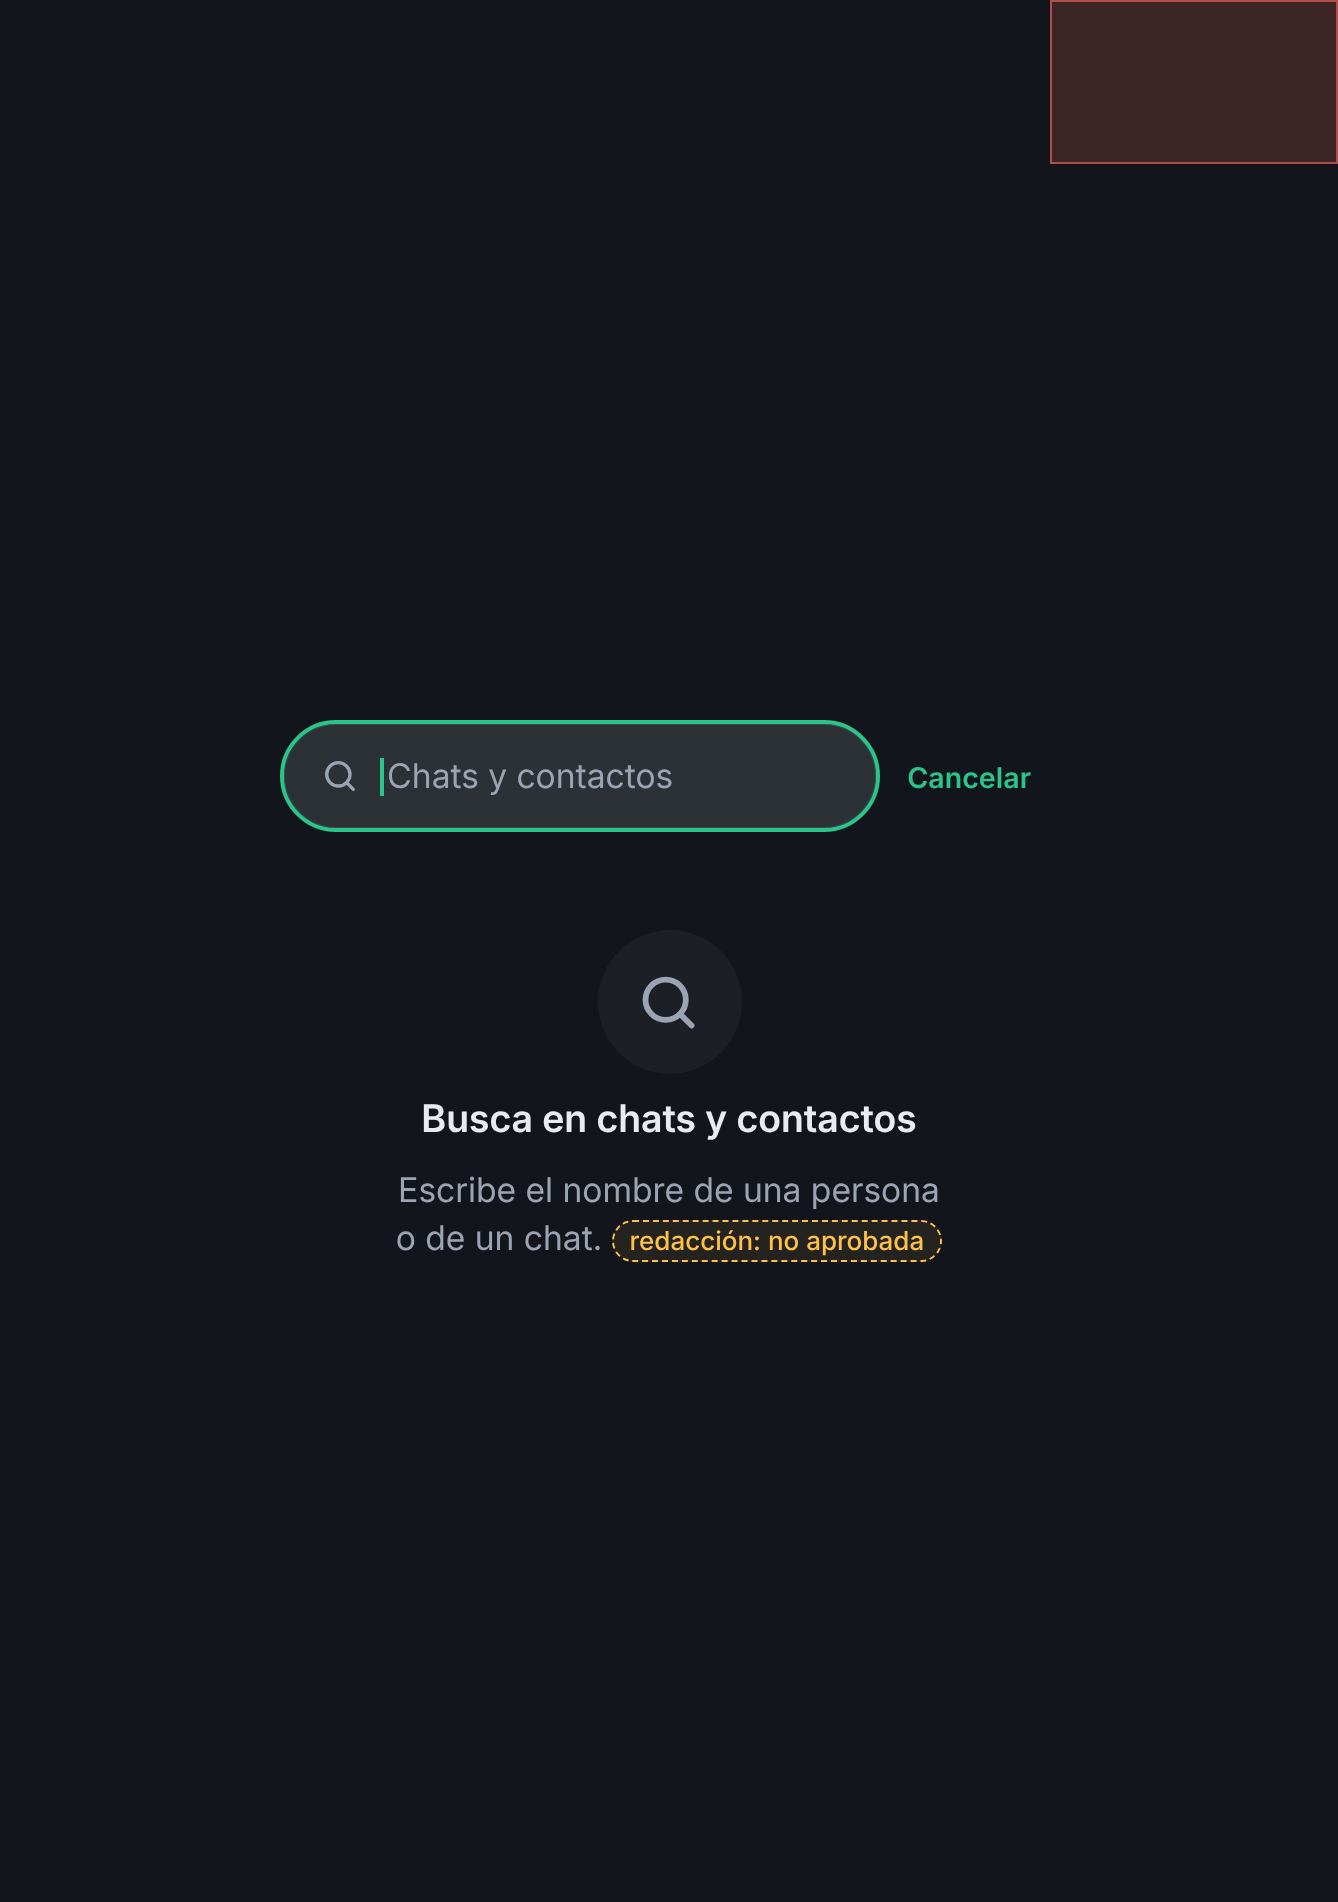 Chats y contactos
Cancelar
Busca en chats y contactos
Escribe el nombre de una persona
o de un chat. redacción: no aprobada